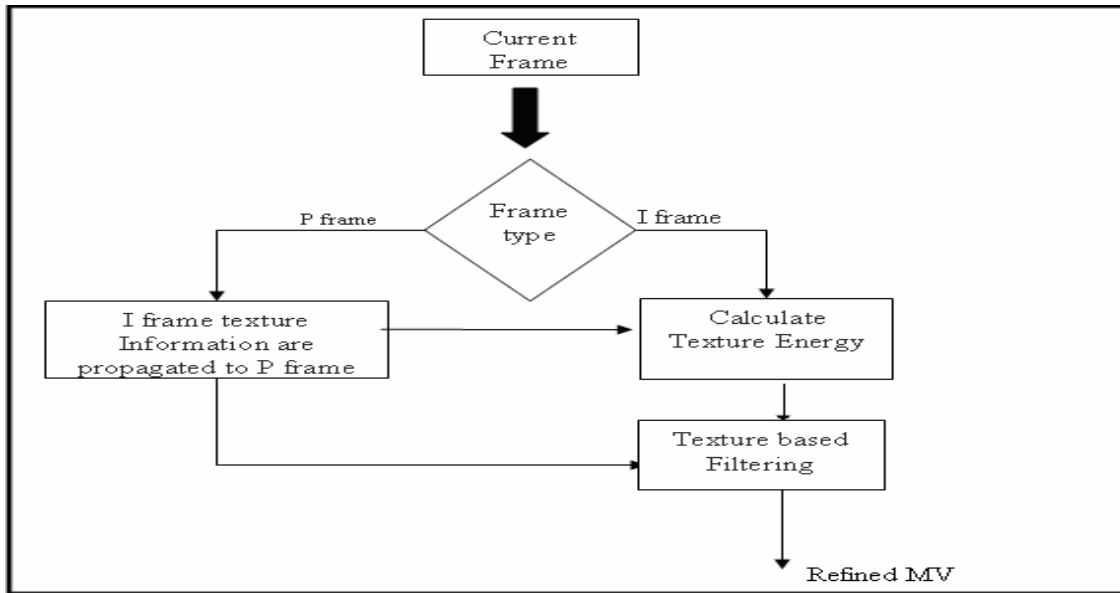 Current
Frame
P frame
Frame
type
I frame
I frame texture
Information are
propagated to P frame
Calculate
Texture Energy
Texture based
Filtering
Refined MV